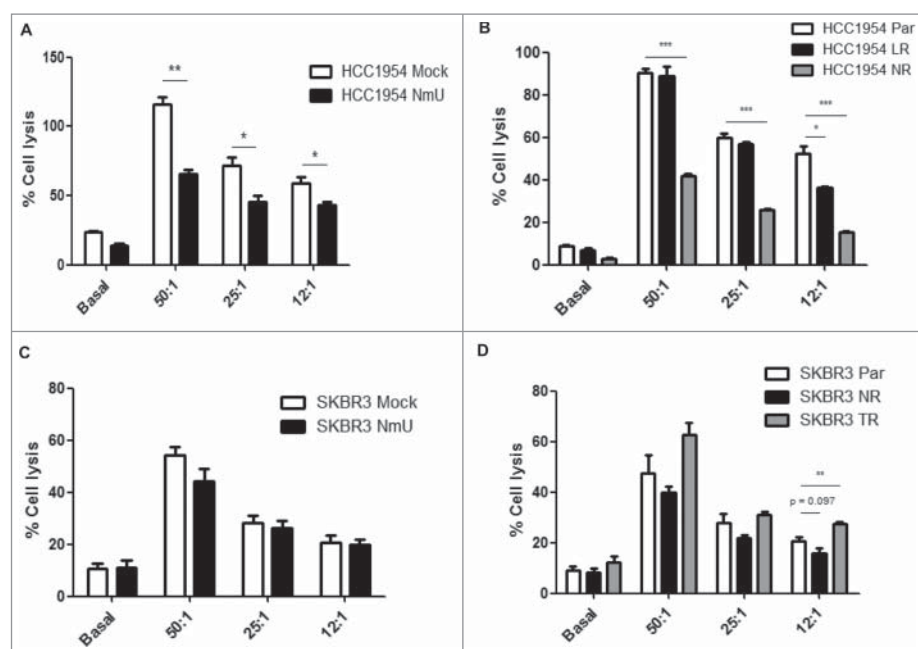 A
HCC1954 Mock
HCC1954 NmU
% Cell lysis
150
100
50
0
**
*
*
Basal
50:1
25:1
12:1
B
HCC1954 Par
HCC1954 LR
HCC1954 NR
% Cell lysis
100
80
60
40
20
0
***
***
***
*
Basal
50:1
25:1
12:1
C
SKBR3 Mock
SKBR3 NmU
% Cell lysis
80
60
40
20
0
Basal
50:1
25:1
12:1
D
SKBR3 Par
SKBR3 NR
SKBR3 TR
% Cell lysis
80
60
40
20
0
**
p = 0.097
Basal
50:1
25:1
12:1